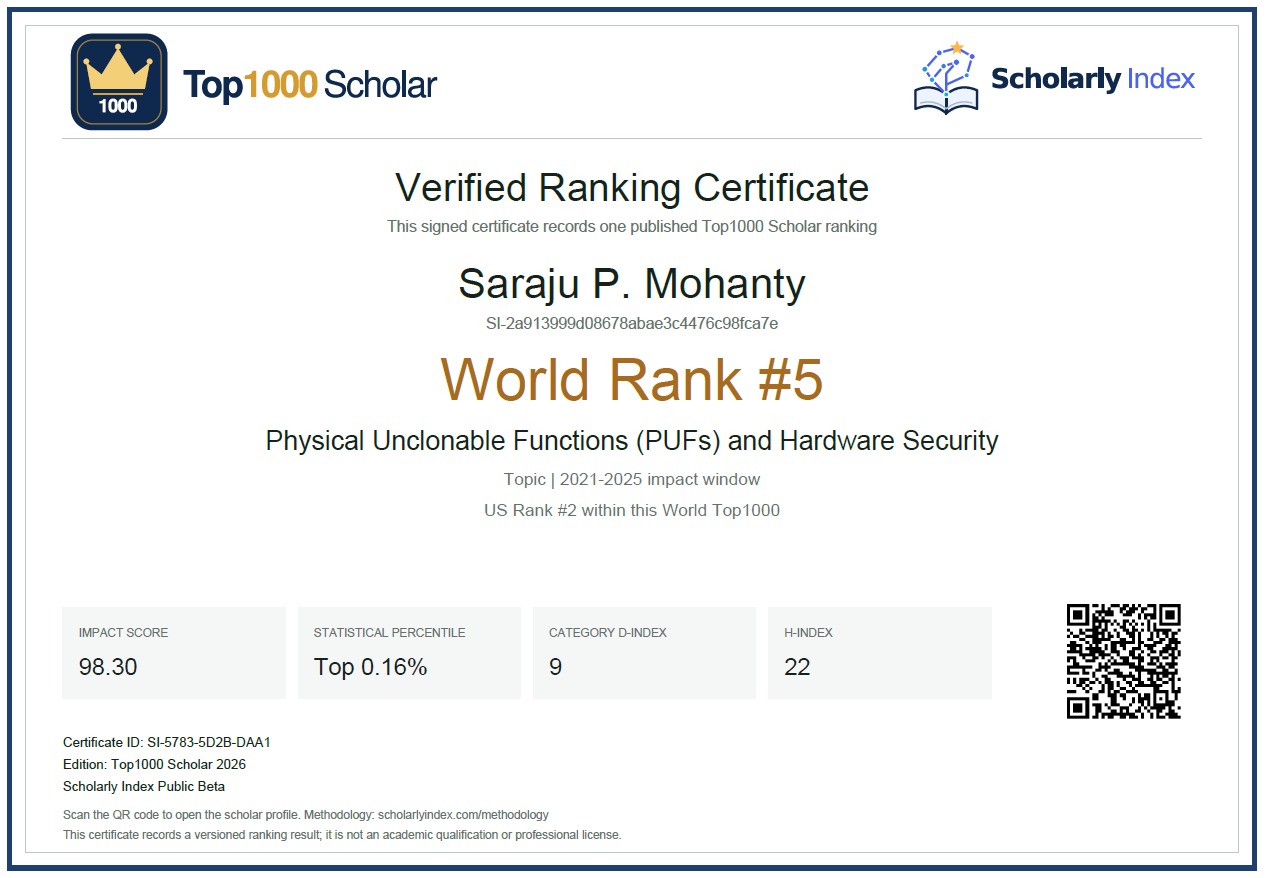 1000
Top1000 Scholar
Scholarly Index
Verified Ranking Certificate
This signed certificate records one published Top1000 Scholar ranking
Saraju P. Mohanty
SI-2a913999d08678abae3c4476c98fca7e
World Rank #5
Physical Unclonable Functions (PUFs) and Hardware Security
Topic | 2021-2025 impact window
US Rank #2 within this World Top1000
IMPACT SCORE
98.30
STATISTICAL PERCENTILE
Top 0.16%
CATEGORY D-INDEX
9
H-INDEX
22
Certificate ID: SI-5783-5D2B-DAA1
Edition: Top1000 Scholar 2026
Scholarly Index Public Beta
Scan the QR code to open the scholar profile. Methodology: scholarlyindex.com/methodology
This certificate records a versioned ranking result; it is not an academic qualification or professional license.